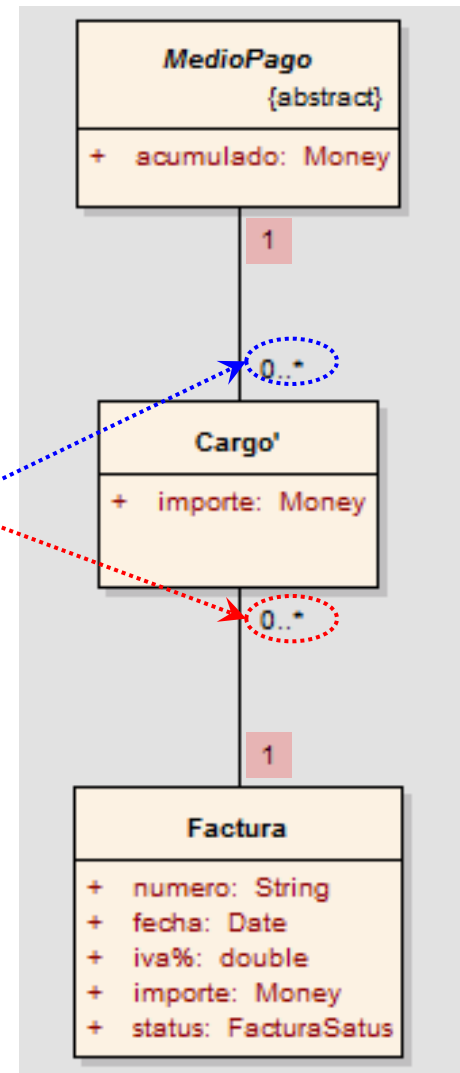 MedioPago
{abstract}
+ acumulado: Money
1
0..*
Cargo'
+ importe: Money
0..*
1
Factura
+ numero: String
+ fecha: Date
+ iva%: double
+ importe: Money
+ status: FacturaSatus